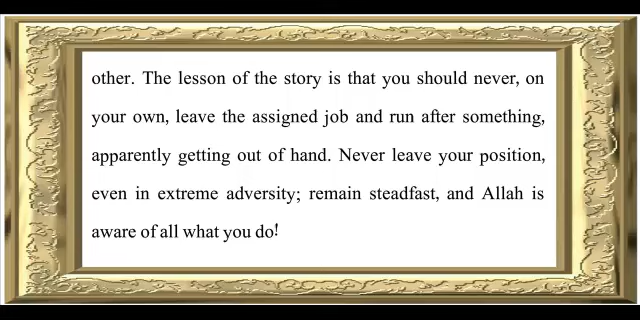 other. The lesson of the story is that you should never, on
your own, leave the assigned job and run after something,
apparently getting out of hand. Never leave your position,
even in extreme adversity; remain steadfast, and Allah is
aware of all what you do!